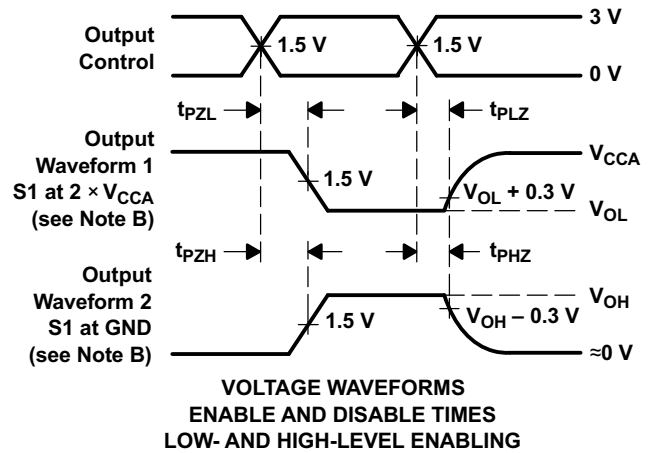 Output
Control
1.5 V
1.5 V
3 V
0 V
tPZL
tPLZ
Output
Waveform 1
S1 at 2 × VCCA
(see Note B)
1.5 V
VCCA
VOL + 0.3 V
VOL
tPZH
tPHZ
Output
Waveform 2
S1 at GND
(see Note B)
1.5 V
VOH
VOH – 0.3 V
≈0 V
VOLTAGE WAVEFORMS
ENABLE AND DISABLE TIMES
LOW- AND HIGH-LEVEL ENABLING